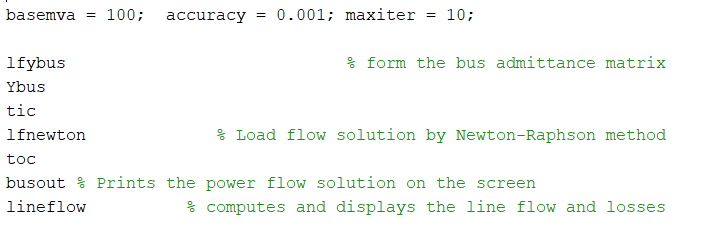 basemva = 100;  accuracy = 0.001; maxiter = 10;
lfybus                            % form the bus admittance matrix
Ybus
tic
lfnewton             % Load flow solution by Newton-Raphson method
toc
busout % Prints the power flow solution on the screen
lineflow          % computes and displays the line flow and losses